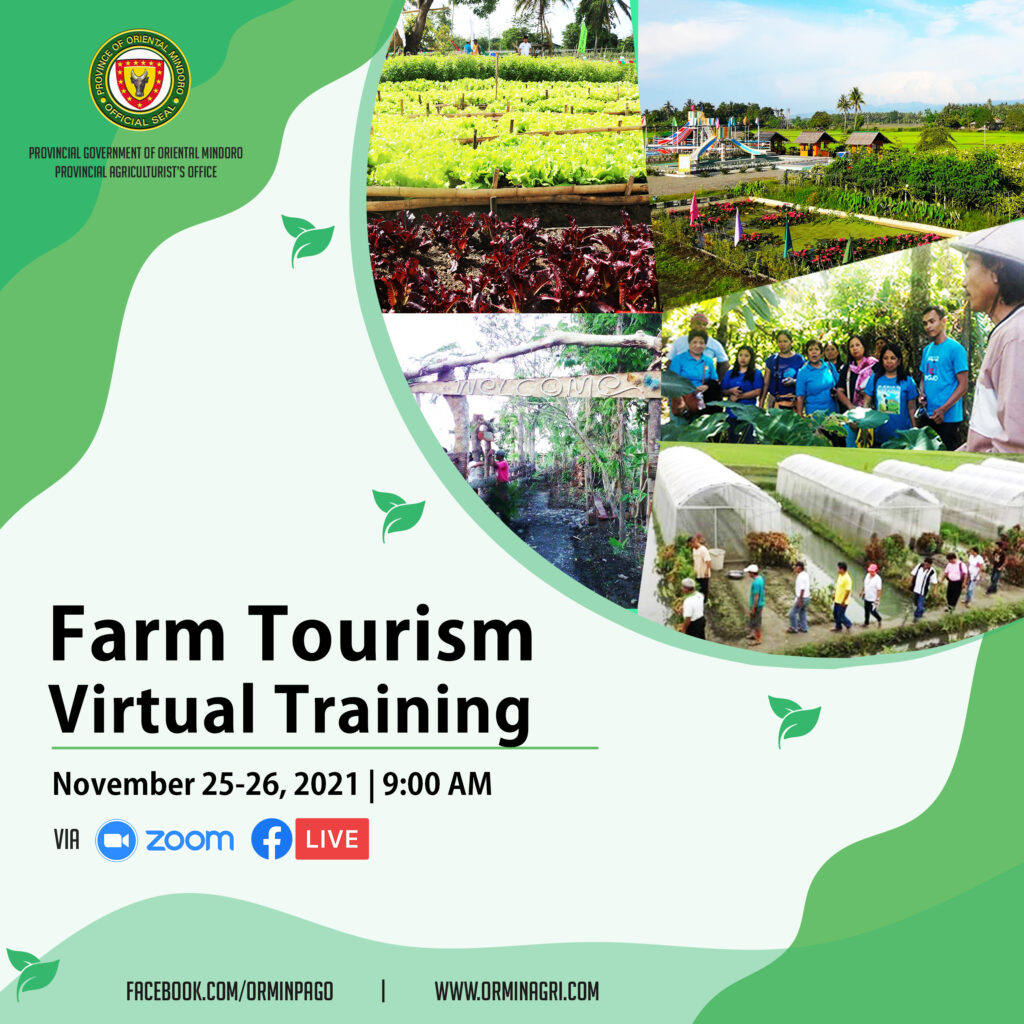 PROVINCE OF ORIENTAL MINDORO
OFFICIAL SEAL
PROVINCIAL GOVERNMENT OF ORIENTAL MINDORO
PROVINCIAL AGRICULTURIST'S OFFICE
WELCOME
Farm Tourism
Virtual Training
November 25-26, 2021 | 9:00 AM
VIA zoom f LIVE
FACEBOOK.COM/ORMINPAGO | WWW.ORMINAGRI.COM